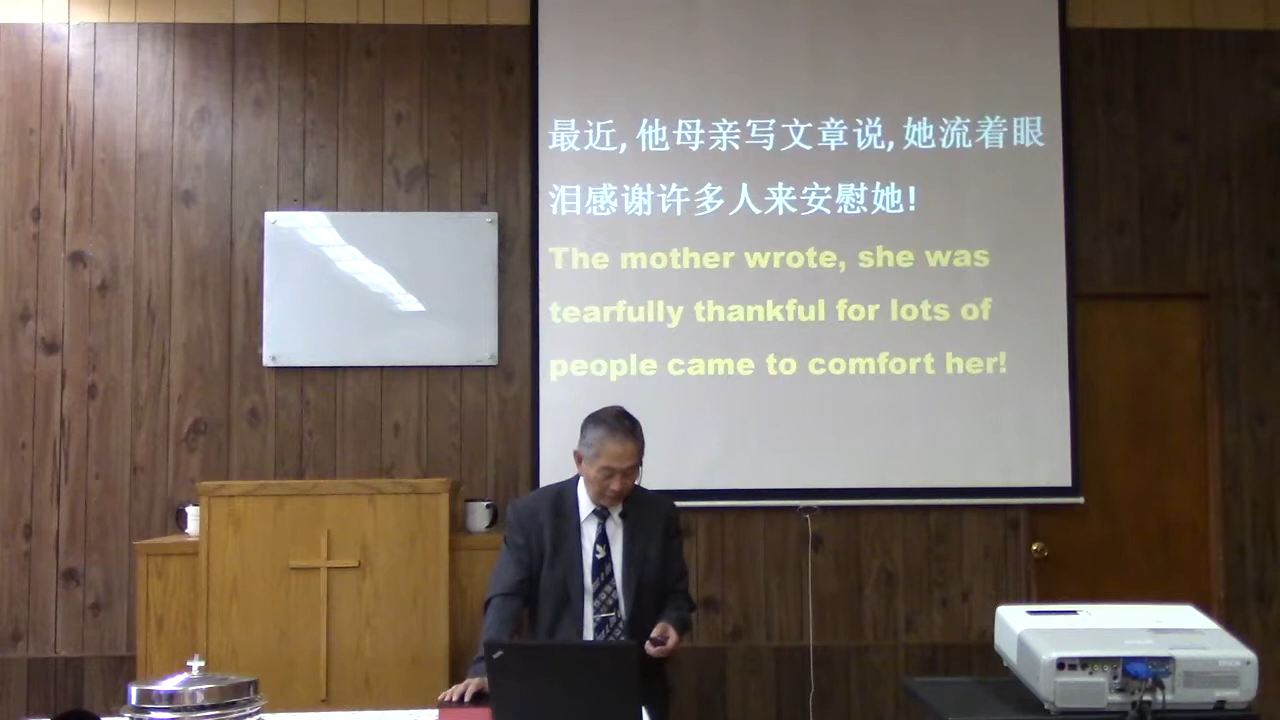 最近,他母亲写文章说,她流着眼
泪感谢许多人来安慰她!
The mother wrote, she was
tearfully thankful for lots of
people came to comfort her!